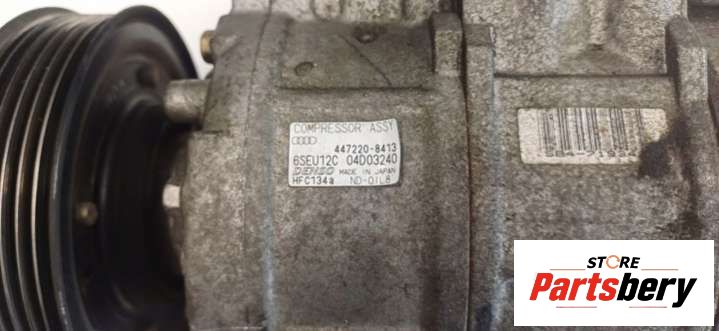 COMPRESSOR ASSY
447220-8413
6SEU12C 04D03240
DENSO MADE IN JAPAN
HFC134a ND-OIL8
STORE
Partsbery